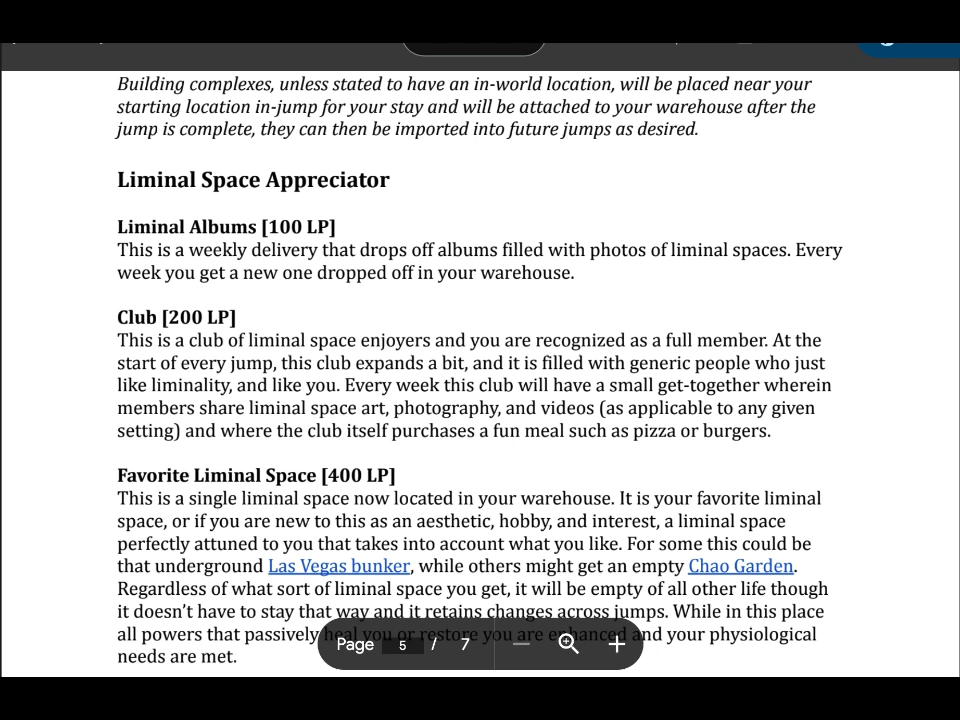 Building complexes, unless stated to have an in-world location, will be placed near your
starting location in-jump for your stay and will be attached to your warehouse after the
jump is complete, they can then be imported into future jumps as desired.
Liminal Space Appreciator
Liminal Albums [100 LP]
This is a weekly delivery that drops off albums filled with photos of liminal spaces. Every
week you get a new one dropped off in your warehouse.
Club [200 LP]
This is a club of liminal space enjoyers and you are recognized as a full member. At the
start of every jump, this club expands a bit, and it is filled with generic people who just
like liminality, and like you. Every week this club will have a small get-together wherein
members share liminal space art, photography, and videos (as applicable to any given
setting) and where the club itself purchases a fun meal such as pizza or burgers.
Favorite Liminal Space [400 LP]
This is a single liminal space now located in your warehouse. It is your favorite liminal
space, or if you are new to this as an aesthetic, hobby, and interest, a liminal space
perfectly attuned to you that takes into account what you like. For some this could be
that underground Las Vegas bunker, while others might get an empty Chao Garden.
Regardless of what sort of liminal space you get, it will be empty of all other life though
it doesn't have to stay that way and it retains changes across jumps. While in this place
all powers that passively heal you or restore you are enhanced and your physiological
needs are met.
Page 5 / 7